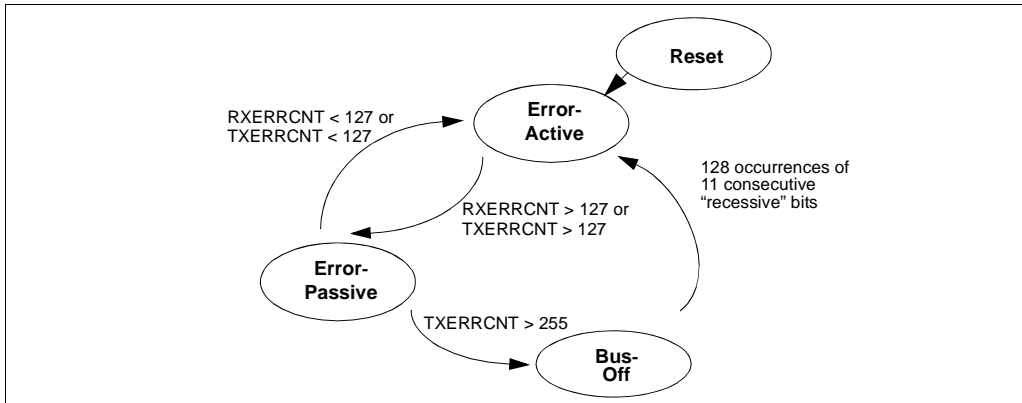 Reset
Error-
Active
RXERRCNT < 127 or
TXERRCNT < 127
128 occurrences of
11 consecutive
“recessive” bits
RXERRCNT > 127 or
TXERRCNT > 127
Error-
Passive
TXERRCNT > 255
Bus-
Off